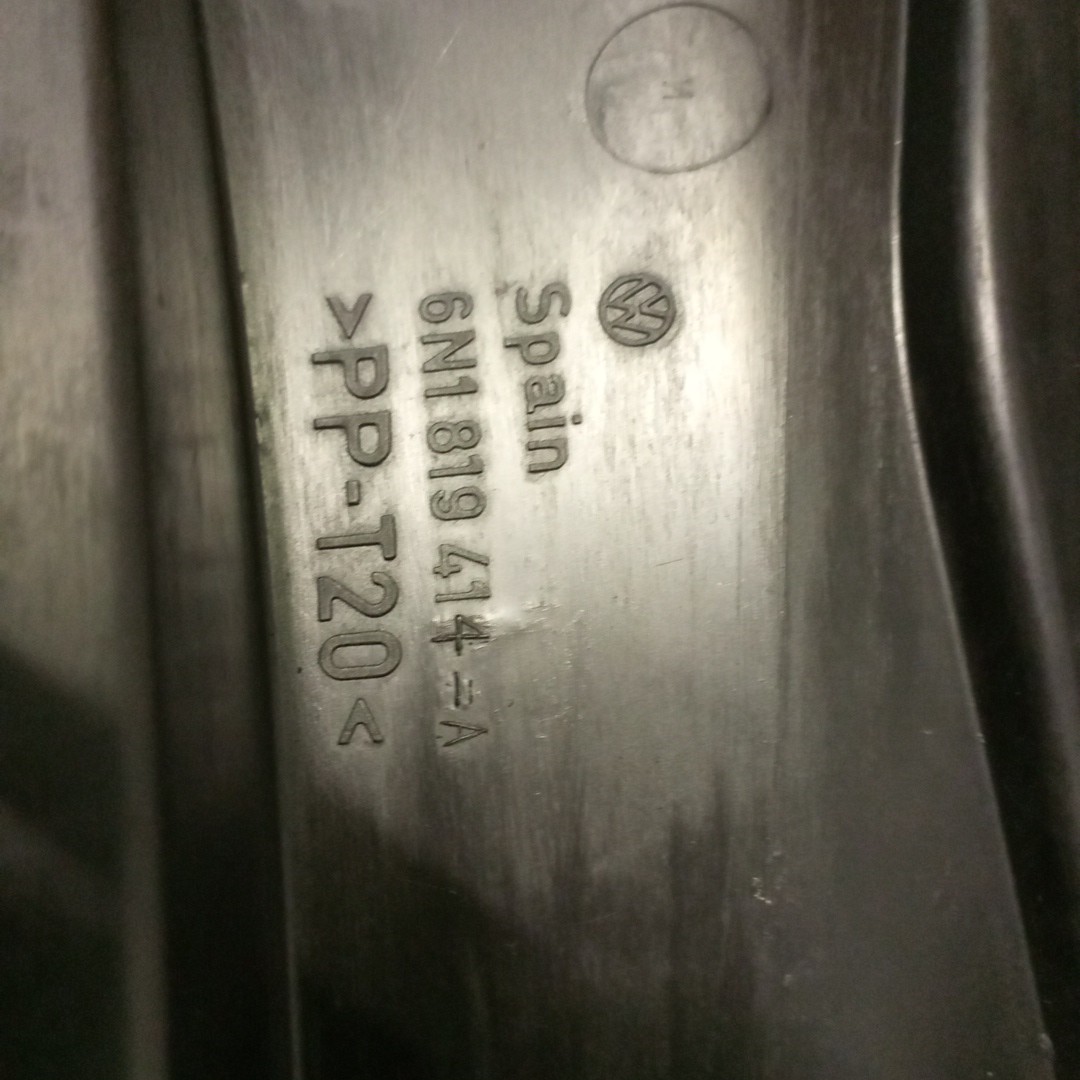 Spain
6N1 819 414 = A
>PP-T20<